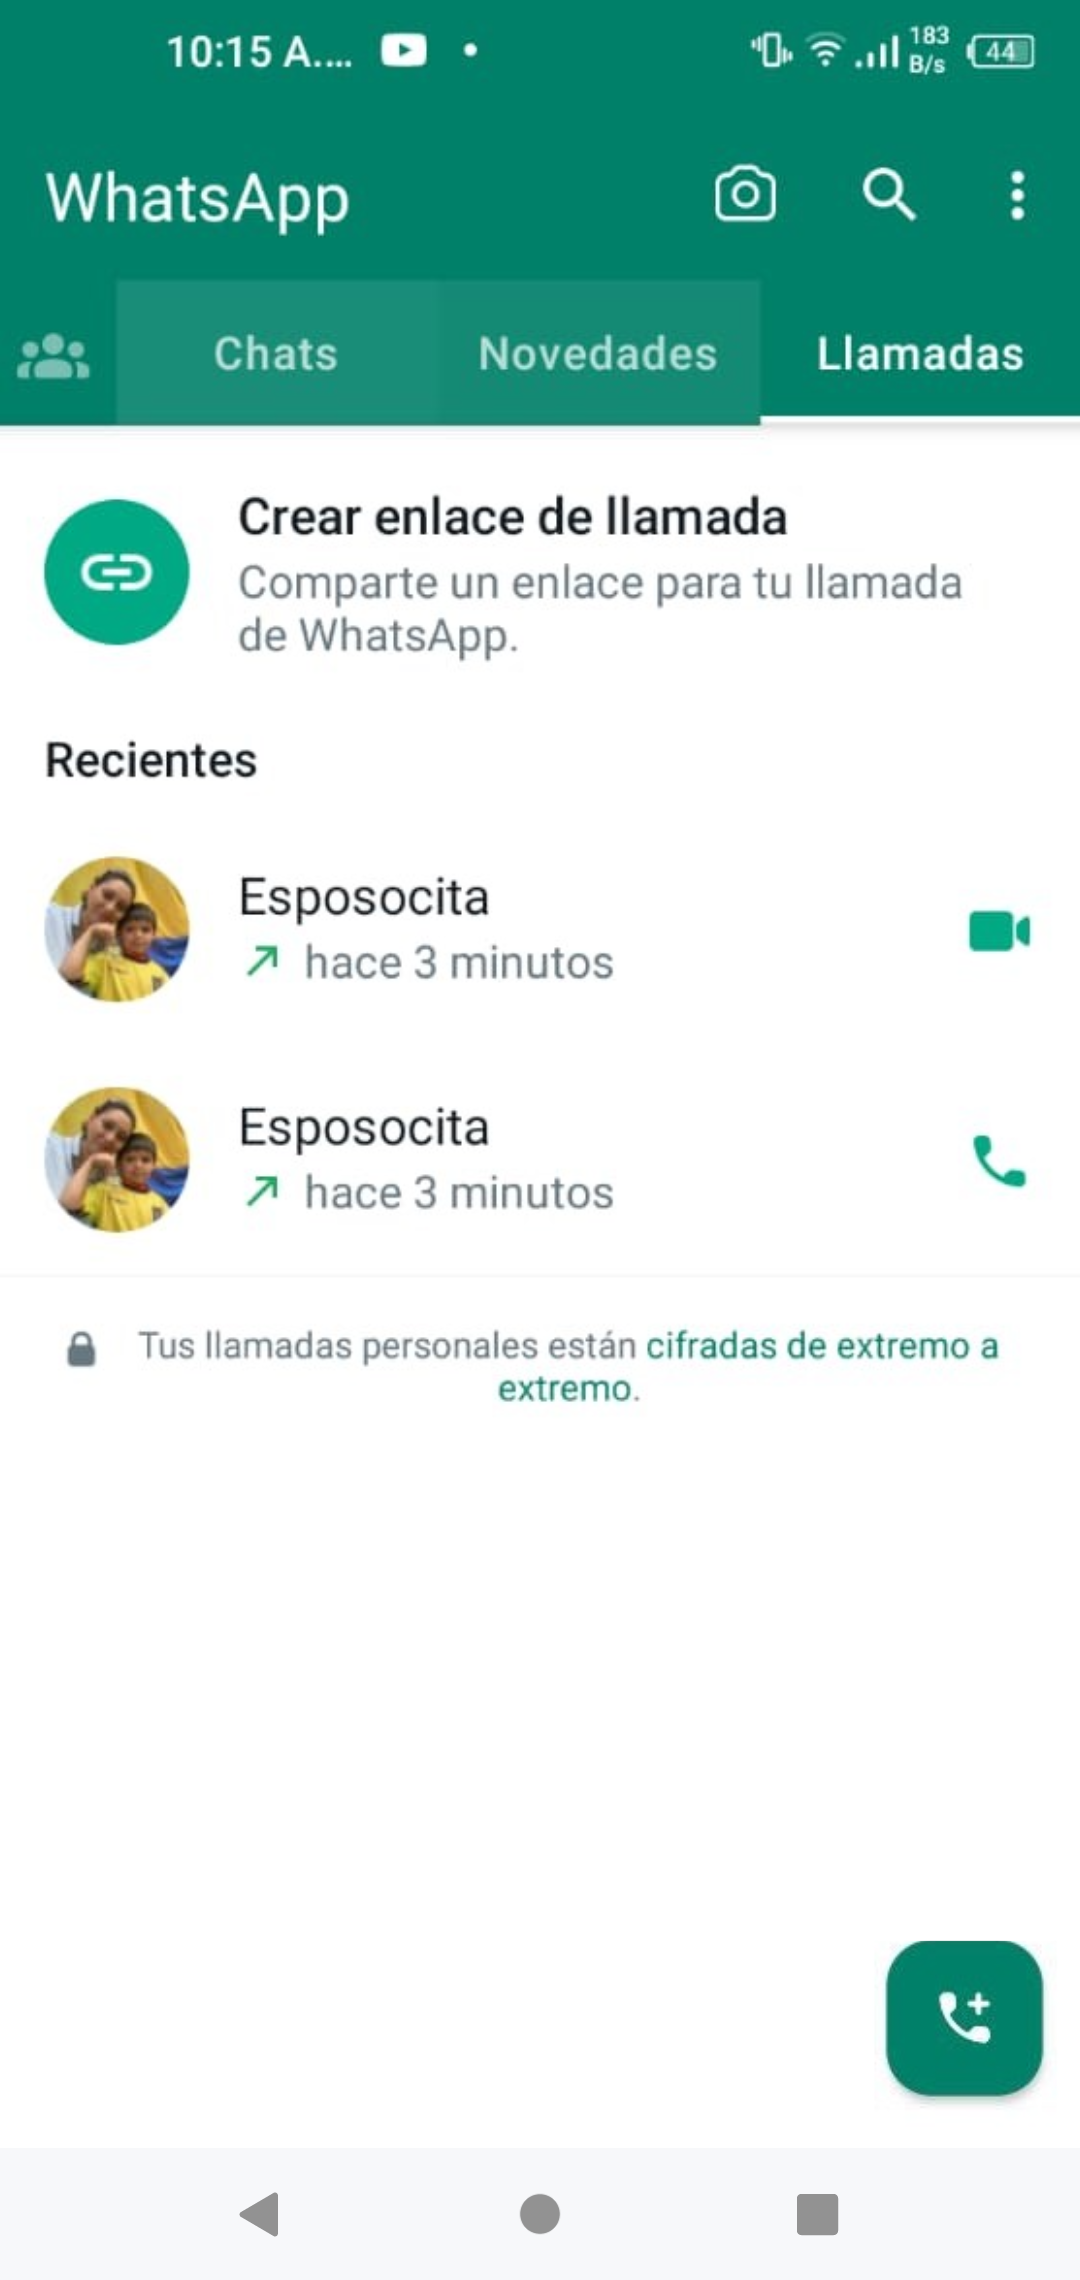 10:15 A....
183
B/s
44
WhatsApp
Chats
Novedades
Llamadas
Crear enlace de llamada
Comparte un enlace para tu llamada
de WhatsApp.
Recientes
Esposocita
hace 3 minutos
Esposocita
hace 3 minutos
Tus llamadas personales están cifradas de extremo a
extremo.